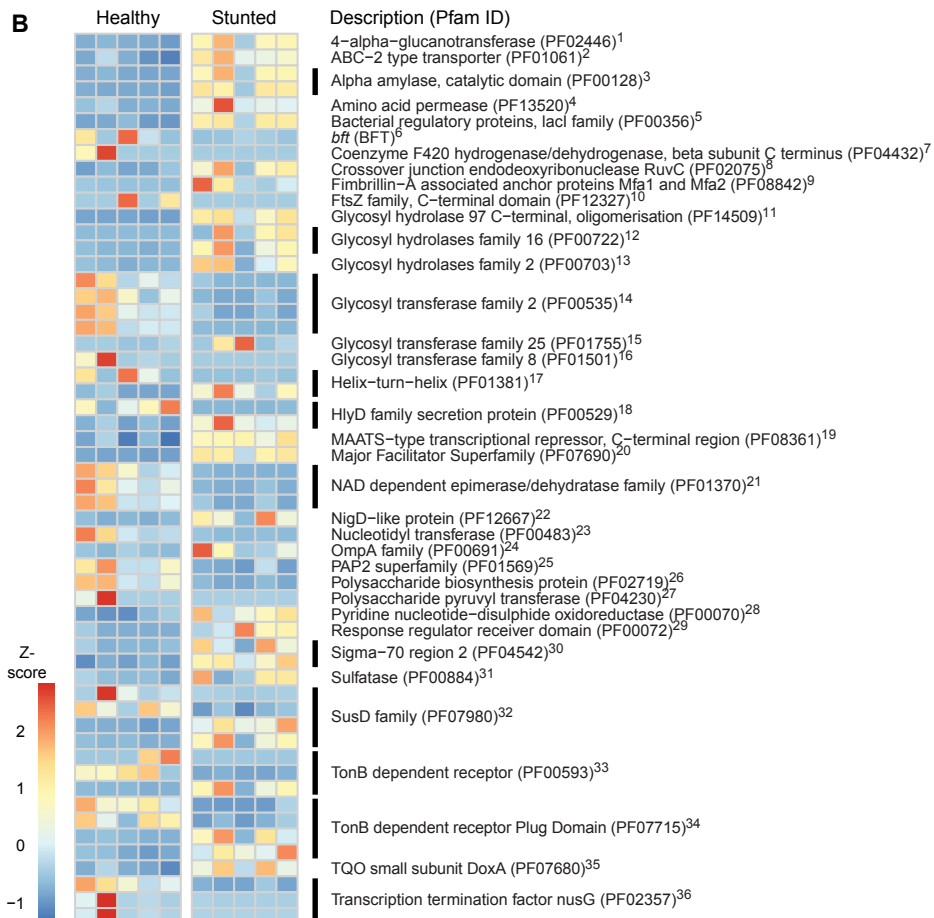 B
Healthy Stunted Description (Pfam ID)
4−alpha−glucanotransferase (PF02446)1
ABC−2 type transporter (PF01061)2
Alpha amylase, catalytic domain (PF00128)3
Amino acid permease (PF13520)4
Bacterial regulatory proteins, lacI family (PF00356)5
bft (BFT)6
Coenzyme F420 hydrogenase/dehydrogenase, beta subunit C terminus (PF04432)7
Crossover junction endodeoxyribonuclease RuvC (PF02075)8
Fimbrillin−A associated anchor proteins Mfa1 and Mfa2 (PF08842)9
FtsZ family, C−terminal domain (PF12327)10
Glycosyl hydrolase 97 C−terminal, oligomerisation (PF14509)11
Glycosyl hydrolases family 16 (PF00722)12
Glycosyl hydrolases family 2 (PF00703)13
Glycosyl transferase family 2 (PF00535)14
Glycosyl transferase family 25 (PF01755)15
Glycosyl transferase family 8 (PF01501)16
Helix−turn−helix (PF01381)17
HlyD family secretion protein (PF00529)18
MAATS−type transcriptional repressor, C−terminal region (PF08361)19
Major Facilitator Superfamily (PF07690)20
NAD dependent epimerase/dehydratase family (PF01370)21
NigD−like protein (PF12667)22
Nucleotidyl transferase (PF00483)23
OmpA family (PF00691)24
PAP2 superfamily (PF01569)25
Polysaccharide biosynthesis protein (PF02719)26
Polysaccharide pyruvyl transferase (PF04230)27
Pyridine nucleotide−disulphide oxidoreductase (PF00070)28
Response regulator receiver domain (PF00072)29
Sigma−70 region 2 (PF04542)30
Sulfatase (PF00884)31
SusD family (PF07980)32
TonB dependent receptor (PF00593)33
TonB dependent receptor Plug Domain (PF07715)34
TQO small subunit DoxA (PF07680)35
Transcription termination factor nusG (PF02357)36
Z-
score
2
1
0
−1